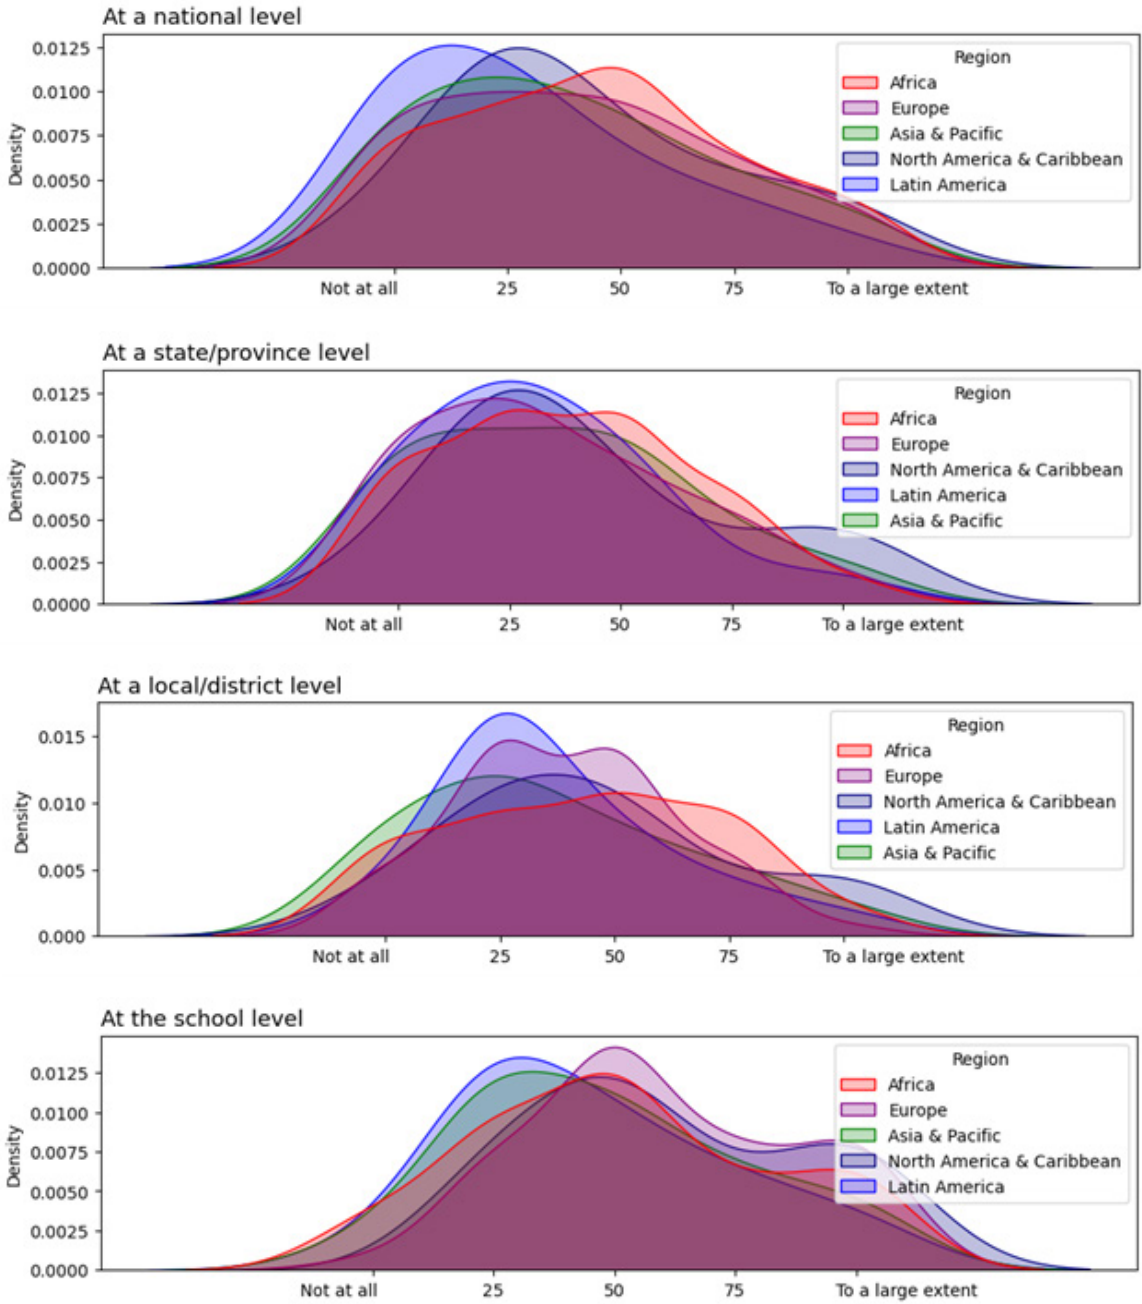 At a national level
Density
0.0125
0.0100
0.0075
0.0050
0.0025
0.0000
Region
Africa
Europe
Asia & Pacific
North America & Caribbean
Latin America
Not at all 25 50 75 To a large extent
At a state/province level
Density
0.0125
0.0100
0.0075
0.0050
0.0025
0.0000
Region
Africa
Europe
North America & Caribbean
Latin America
Asia & Pacific
Not at all 25 50 75 To a large extent
At a local/district level
Density
0.015
0.010
0.005
0.000
Region
Africa
Europe
North America & Caribbean
Latin America
Asia & Pacific
Not at all 25 50 75 To a large extent
At the school level
Density
0.0125
0.0100
0.0075
0.0050
0.0025
0.0000
Region
Africa
Europe
Asia & Pacific
North America & Caribbean
Latin America
Not at all 25 50 75 To a large extent